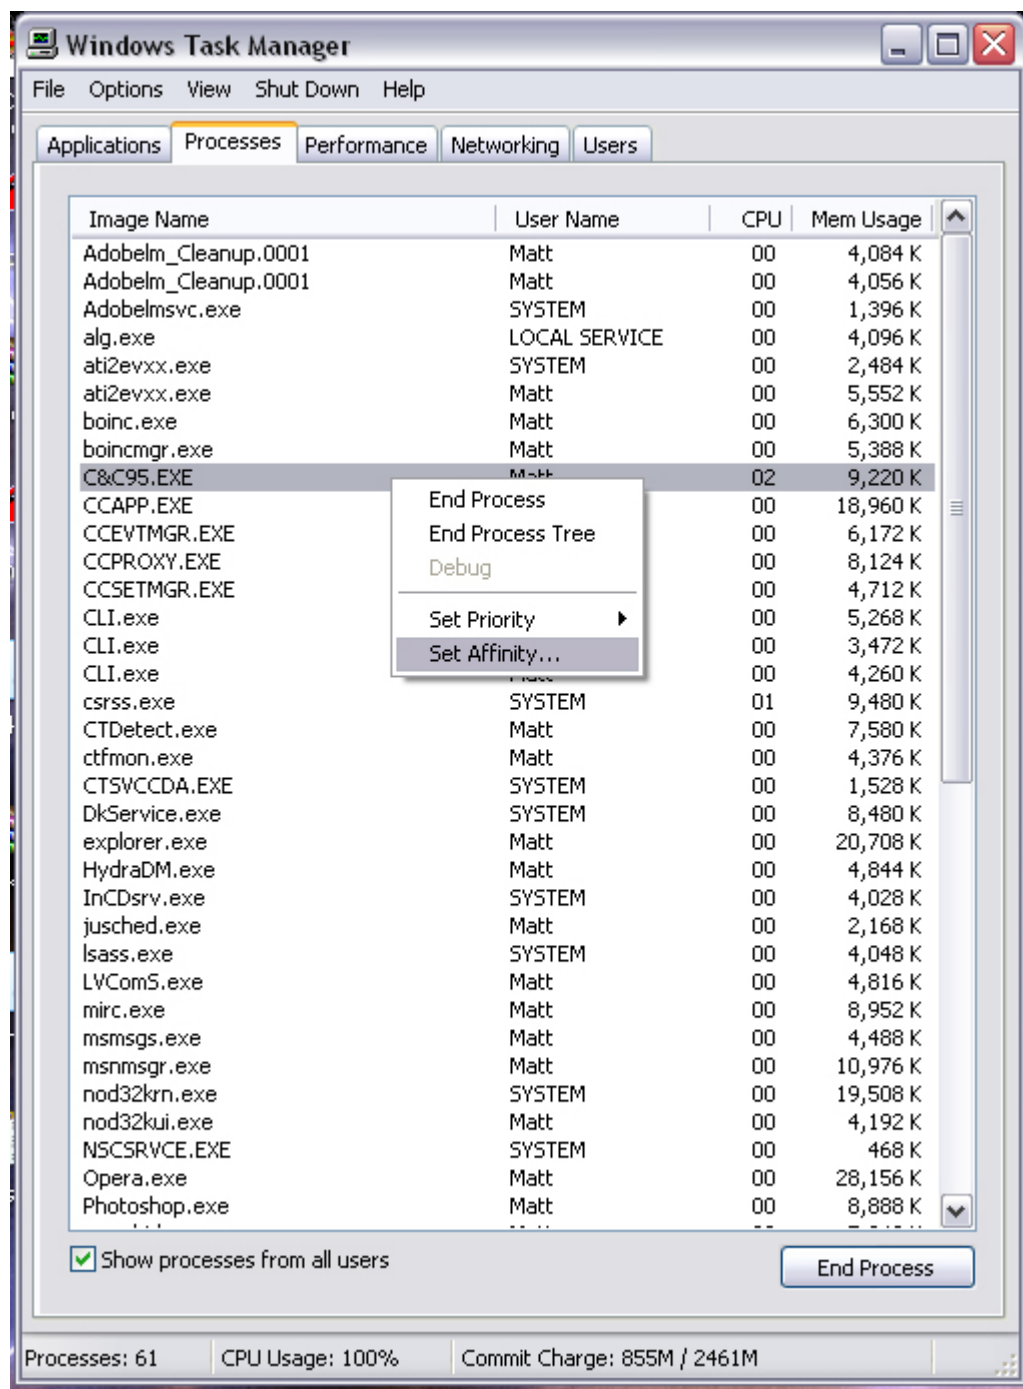 Windows Task Manager
File Options View Shut Down Help
Applications Processes Performance Networking Users
Image Name User Name CPU Mem Usage
Adobelm_Cleanup.0001 Matt 00 4,084 K
Adobelm_Cleanup.0001 Matt 00 4,056 K
Adobelmsvc.exe SYSTEM 00 1,396 K
alg.exe LOCAL SERVICE 00 4,096 K
ati2evxx.exe SYSTEM 00 2,484 K
ati2evxx.exe Matt 00 5,552 K
boinc.exe Matt 00 6,300 K
boincmgr.exe Matt 00 5,388 K
C&C95.EXE Matt 02 9,220 K
CCAPP.EXE 00 18,960 K
CCEVTMGR.EXE 00 6,172 K
CCPROXY.EXE 00 8,124 K
CCSETMGR.EXE 00 4,712 K
CLI.exe 00 5,268 K
CLI.exe 00 3,472 K
CLI.exe Matt 00 4,260 K
End Process
End Process Tree
Debug
Set Priority
Set Affinity...
csrss.exe SYSTEM 01 9,480 K
CTDetect.exe Matt 00 7,580 K
ctfmon.exe Matt 00 4,376 K
CTSVCCDA.EXE SYSTEM 00 1,528 K
DkService.exe SYSTEM 00 8,480 K
explorer.exe Matt 00 20,708 K
HydraDM.exe Matt 00 4,844 K
InCDsrv.exe SYSTEM 00 4,028 K
jusched.exe Matt 00 2,168 K
lsass.exe SYSTEM 00 4,048 K
LVComS.exe Matt 00 4,816 K
mirc.exe Matt 00 8,952 K
msmsgs.exe Matt 00 4,488 K
msnmsgr.exe Matt 00 10,976 K
nod32krn.exe SYSTEM 00 19,508 K
nod32kui.exe Matt 00 4,192 K
NSCSRVCE.EXE SYSTEM 00 468 K
Opera.exe Matt 00 28,156 K
Photoshop.exe Matt 00 8,888 K
Show processes from all users
End Process
Processes: 61 CPU Usage: 100% Commit Charge: 855M / 2461M